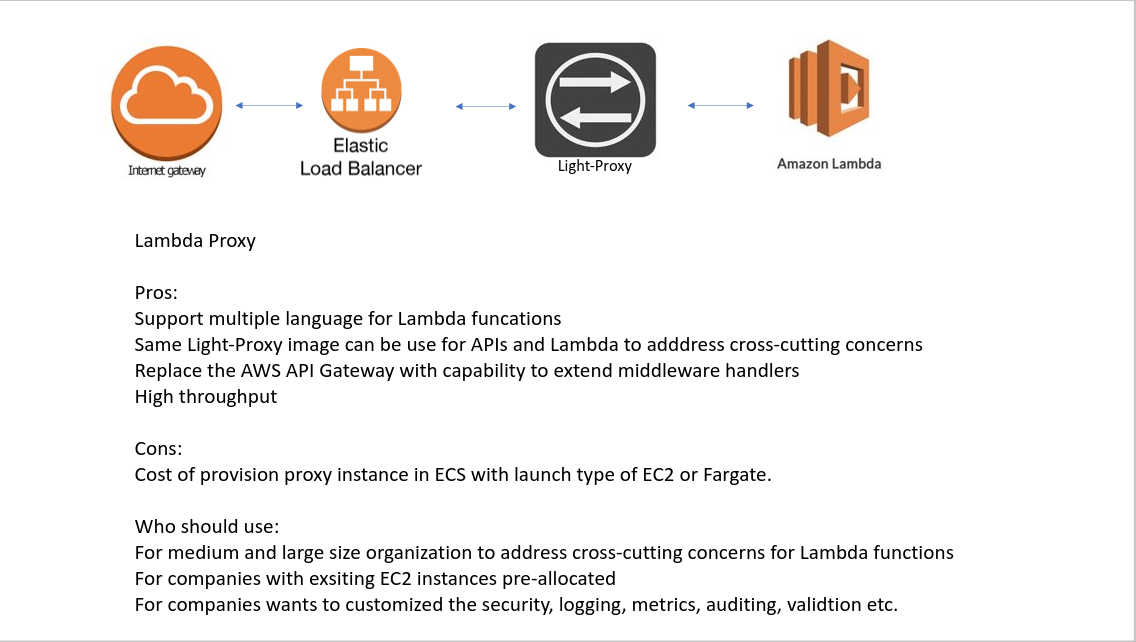 Internet gateway
Elastic
Load Balancer
Light-Proxy
Amazon Lambda
Lambda Proxy
Pros:
Support multiple language for Lambda funcations
Same Light-Proxy image can be use for APIs and Lambda to adddress cross-cutting concerns
Replace the AWS API Gateway with capability to extend middleware handlers
High throughput
Cons:
Cost of provision proxy instance in ECS with launch type of EC2 or Fargate.
Who should use:
For medium and large size organization to address cross-cutting concerns for Lambda functions
For companies with exsiting EC2 instances pre-allocated
For companies wants to customized the security, logging, metrics, auditing, validtion etc.